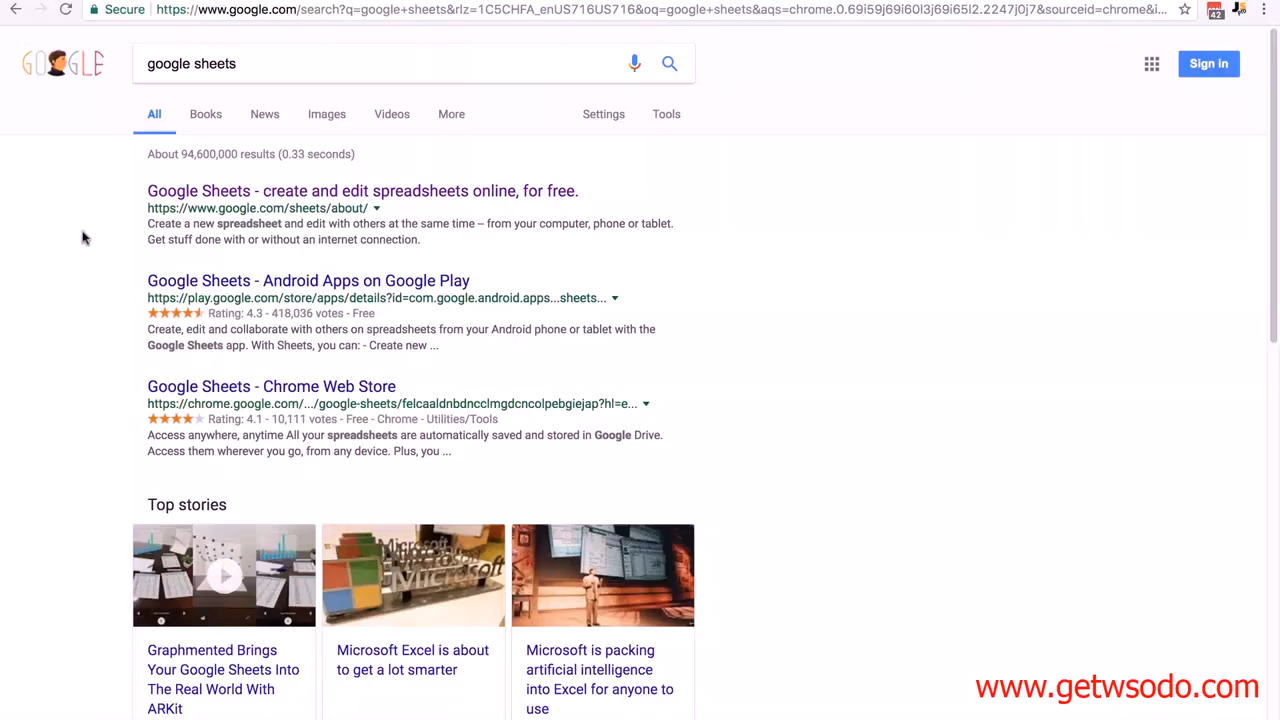 Secure https://www.google.com/search?q=google+sheets&rlz=1C5CHFA_enUS716US716&oq=google+sheets&aqs=chrome.0.69i59j69i60l3j69i65l2.2247j0j7&sourceid=chrome&i...
42
GOOGLE
google sheets
Sign in
All Books News Images Videos More Settings Tools
About 94,600,000 results (0.33 seconds)
Google Sheets - create and edit spreadsheets online, for free.
https://www.google.com/sheets/about/
Create a new spreadsheet and edit with others at the same time – from your computer, phone or tablet.
Get stuff done with or without an internet connection.
Google Sheets - Android Apps on Google Play
https://play.google.com/store/apps/details?id=com.google.android.apps...sheets...
Rating: 4.3 - 418,036 votes - Free
Create, edit and collaborate with others on spreadsheets from your Android phone or tablet with the
Google Sheets app. With Sheets, you can: - Create new ...
Google Sheets - Chrome Web Store
https://chrome.google.com/.../google-sheets/felcaaldnbdncclmgdcncolpebgiejap?hl=e...
Rating: 4.1 - 10,111 votes - Free - Chrome - Utilities/Tools
Access anywhere, anytime All your spreadsheets are automatically saved and stored in Google Drive.
Access them wherever you go, from any device. Plus, you ...
Top stories
Microsoft
Microsoft
Graphmented Brings
Your Google Sheets Into
The Real World With
ARKit
Microsoft Excel is about
to get a lot smarter
Microsoft is packing
artificial intelligence
into Excel for anyone to
use
www.getwsodo.com